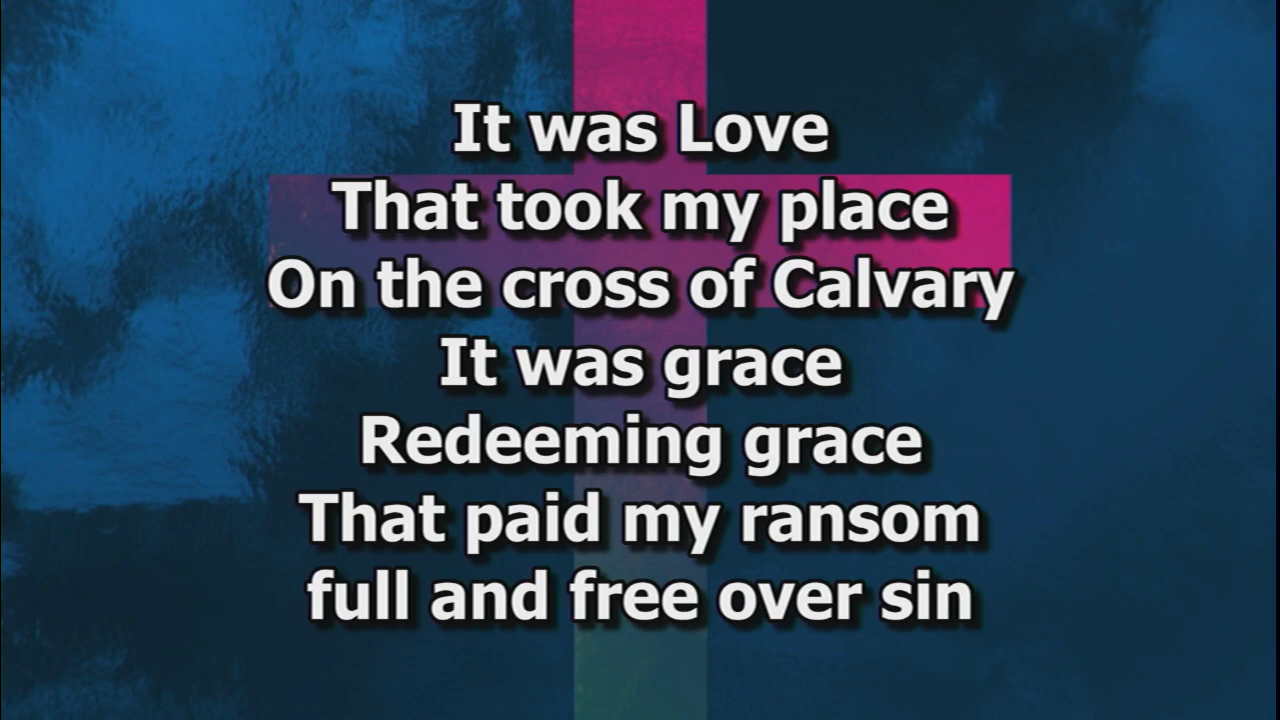 It was Love
That took my place
On the cross of Calvary
It was grace
Redeeming grace
That paid my ransom
full and free over sin